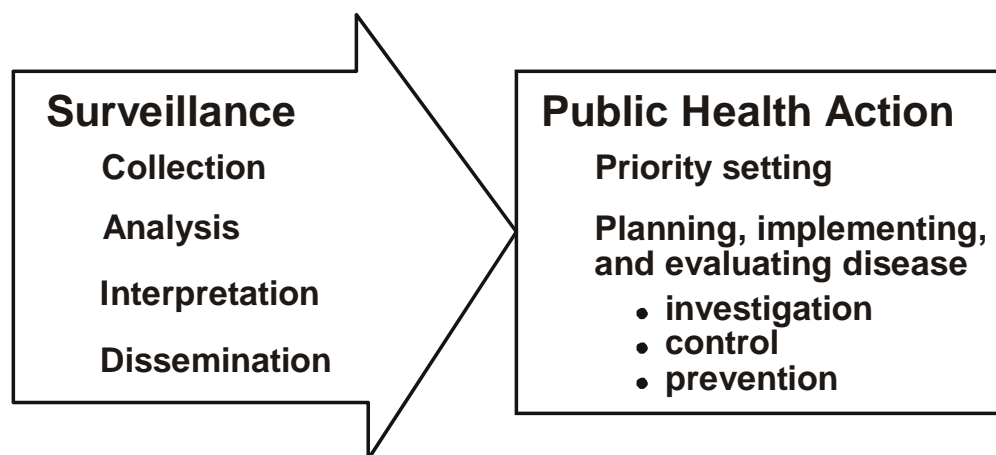 Surveillance
Collection
Analysis
Interpretation
Dissemination
Public Health Action
Priority setting
Planning, implementing,
and evaluating disease
• investigation
• control
• prevention